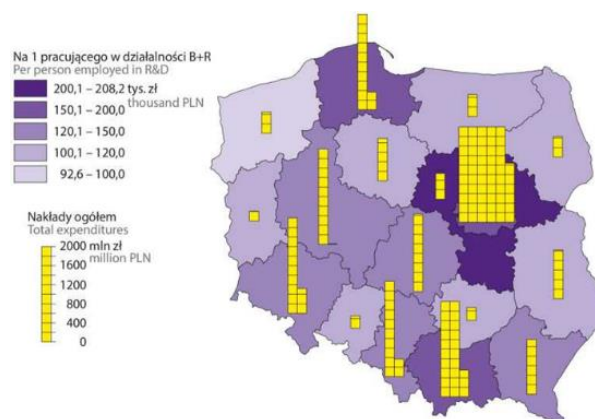 Na 1 pracującego w działalności B+R
Per person employed in R&D
200,1 – 208,2 tys. zł
thousand PLN
150,1 – 200,0
120,1 – 150,0
100,1 – 120,0
92,6 – 100,0
Nakłady ogółem
Total expenditures
2000 mln zł
million PLN
1600
1200
800
400
0